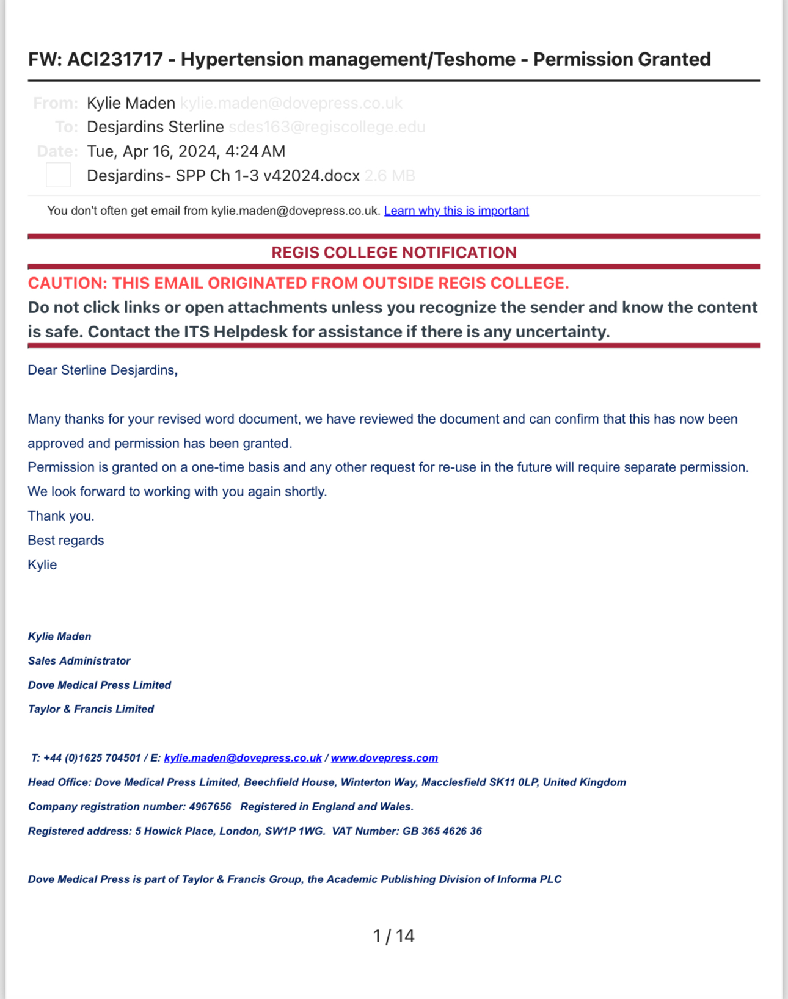 FW: ACI231717 - Hypertension management/Teshome - Permission Granted
From: Kylie Maden kylie.maden@dovepress.co.uk
To: Desjardins Sterline sdes163@regiscollege.edu
Date: Tue, Apr 16, 2024, 4:24 AM
Desjardins- SPP Ch 1-3 v42024.docx 2.6 MB
You don't often get email from kylie.maden@dovepress.co.uk. Learn why this is important
REGIS COLLEGE NOTIFICATION
CAUTION: THIS EMAIL ORIGINATED FROM OUTSIDE REGIS COLLEGE.
Do not click links or open attachments unless you recognize the sender and know the content
is safe. Contact the ITS Helpdesk for assistance if there is any uncertainty.
Dear Sterline Desjardins,
Many thanks for your revised word document, we have reviewed the document and can confirm that this has now been
approved and permission has been granted.
Permission is granted on a one-time basis and any other request for re-use in the future will require separate permission.
We look forward to working with you again shortly.
Thank you.
Best regards
Kylie
Kylie Maden
Sales Administrator
Dove Medical Press Limited
Taylor & Francis Limited
T: +44 (0)1625 704501 / E: kylie.maden@dovepress.co.uk / www.dovepress.com
Head Office: Dove Medical Press Limited, Beechfield House, Winterton Way, Macclesfield SK11 0LP, United Kingdom
Company registration number: 4967656 Registered in England and Wales.
Registered address: 5 Howick Place, London, SW1P 1WG. VAT Number: GB 365 4626 36
Dove Medical Press is part of Taylor & Francis Group, the Academic Publishing Division of Informa PLC
1 / 14